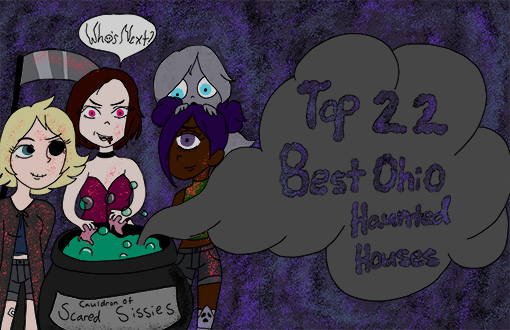 Who's Next?
Top 22
Best Ohio
Haunted
Houses
Cauldron of
Scared Sissies